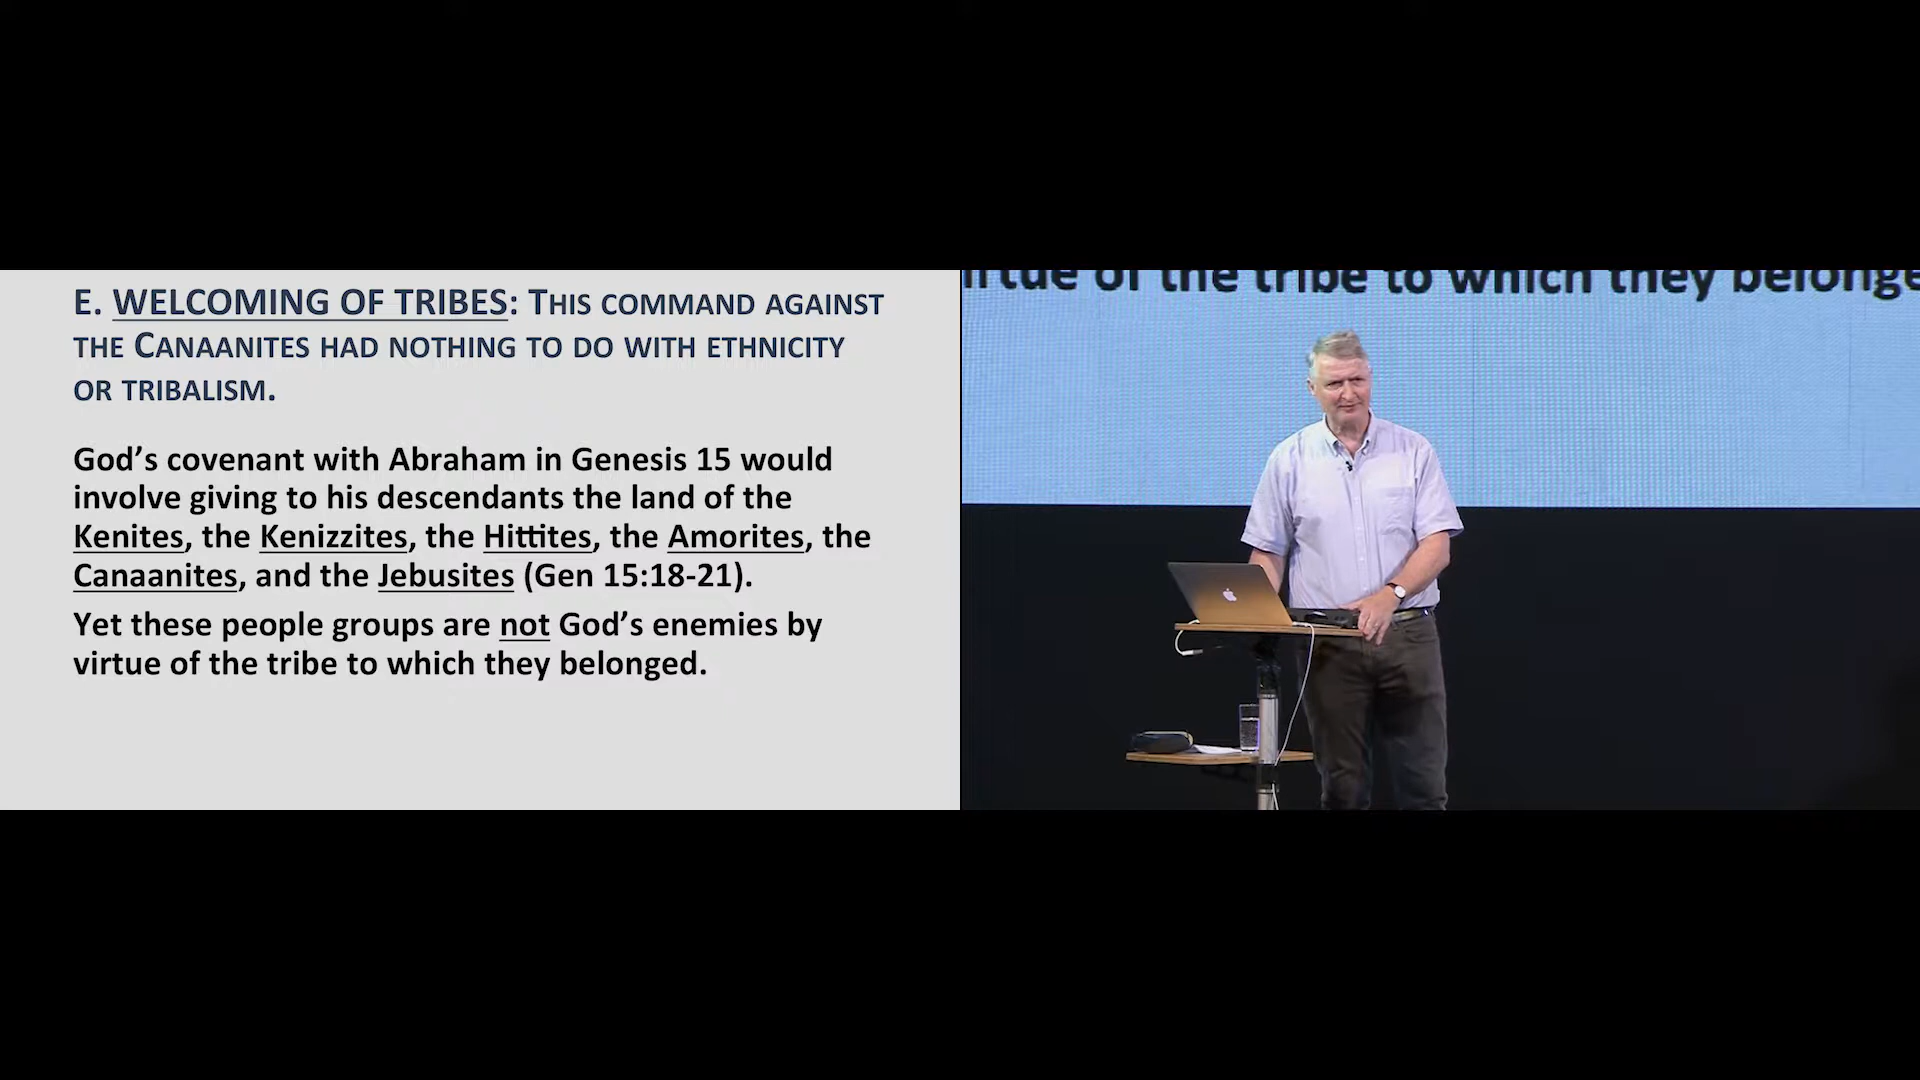 E. WELCOMING OF TRIBES: THIS COMMAND AGAINST
THE CANAANITES HAD NOTHING TO DO WITH ETHNICITY
OR TRIBALISM.
God's covenant with Abraham in Genesis 15 would
involve giving to his descendants the land of the
Kenites, the Kenizzites, the Hittites, the Amorites, the
Canaanites, and the Jebusites (Gen 15:18-21).
Yet these people groups are not God's enemies by
virtue of the tribe to which they belonged.
of the tribe to which they